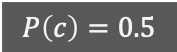 P(c) = 0.5